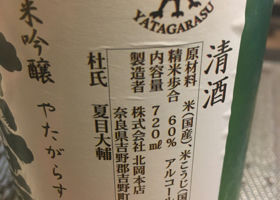 YATAGARASU
清酒
原材料 米(国産)、米こうじ(国産
精米歩合 60% アルコール
内容量 720ml
製造者 株式会社 北岡本店
奈良県吉野郡吉野町
杜氏 夏目大輔
米吟醸
やたがらす